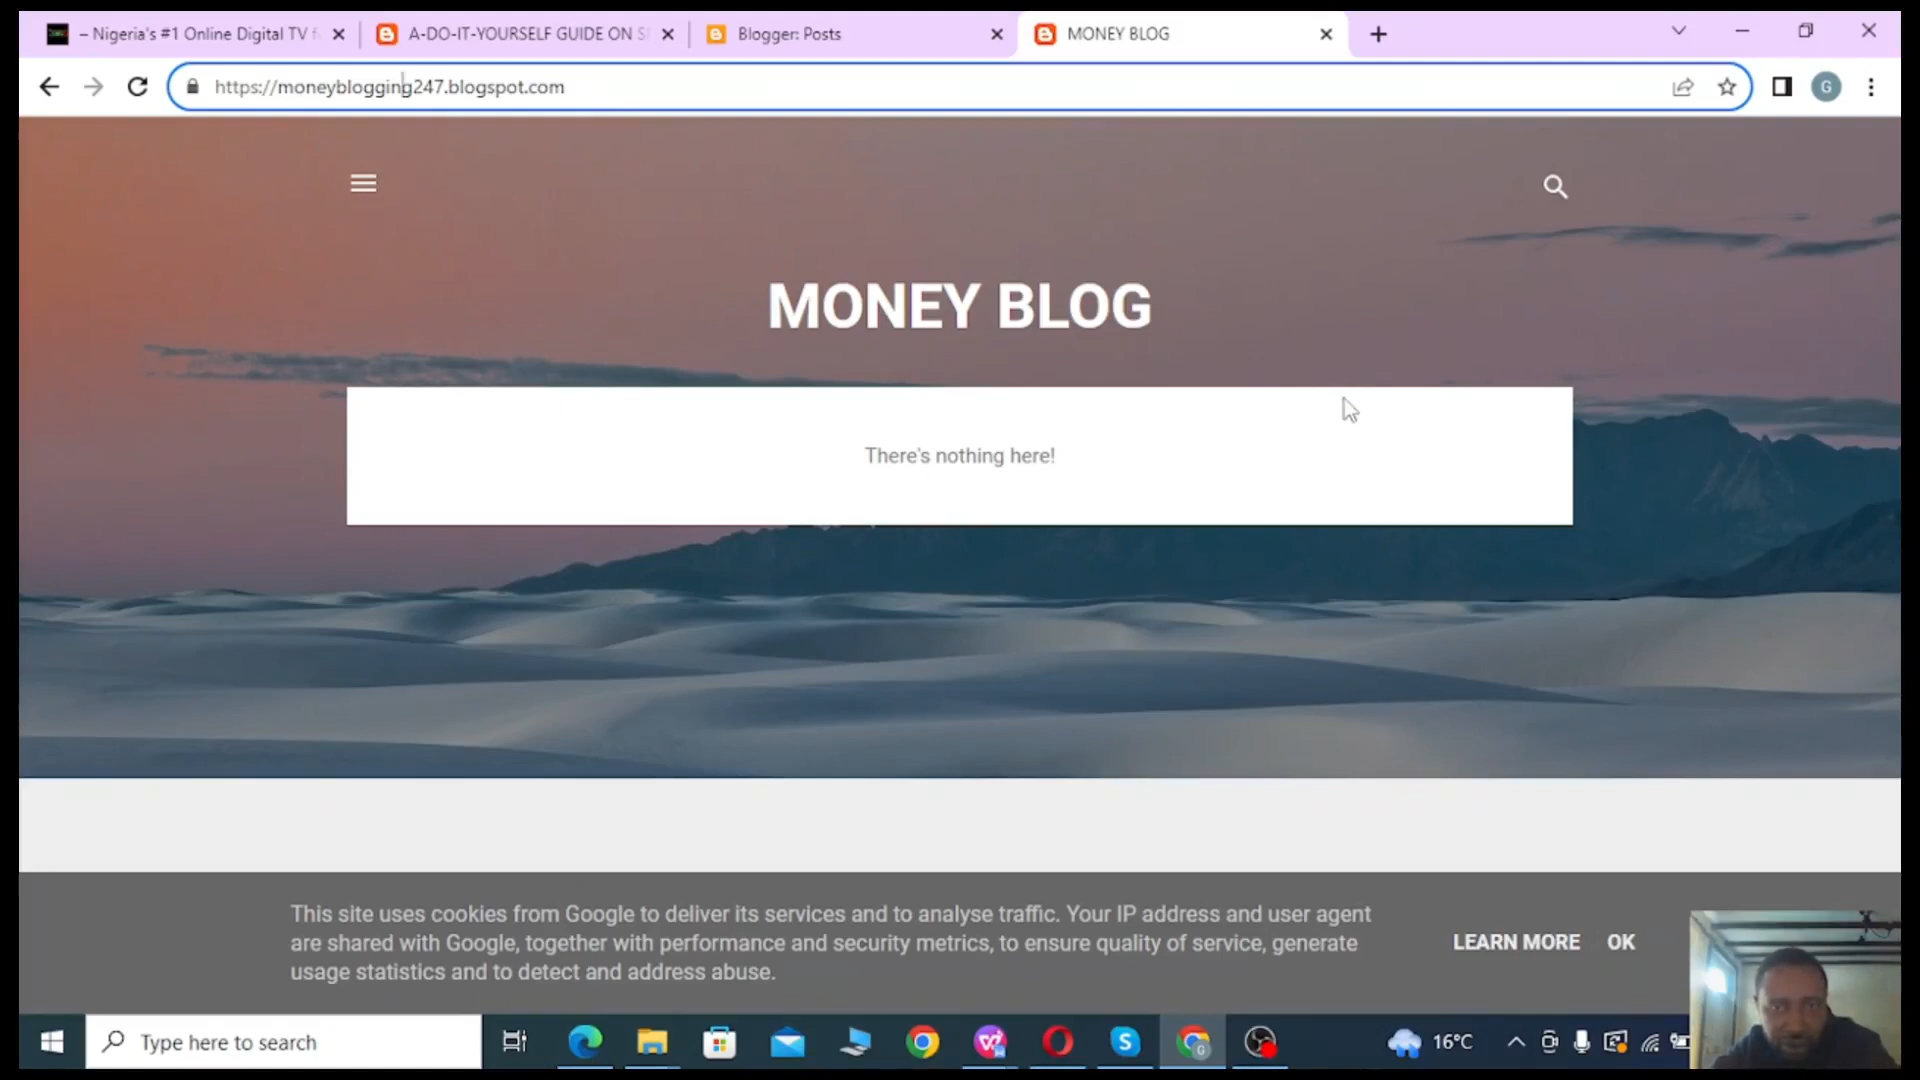 – Nigeria's #1 Online Digital TV f
A-DO-IT-YOURSELF GUIDE ON S
Blogger: Posts
MONEY BLOG
https://moneyblogging247.blogspot.com
G
MONEY BLOG
There's nothing here!
This site uses cookies from Google to deliver its services and to analyse traffic. Your IP address and user agent
are shared with Google, together with performance and security metrics, to ensure quality of service, generate
usage statistics and to detect and address abuse.
LEARN MORE
OK
Type here to search
16°C